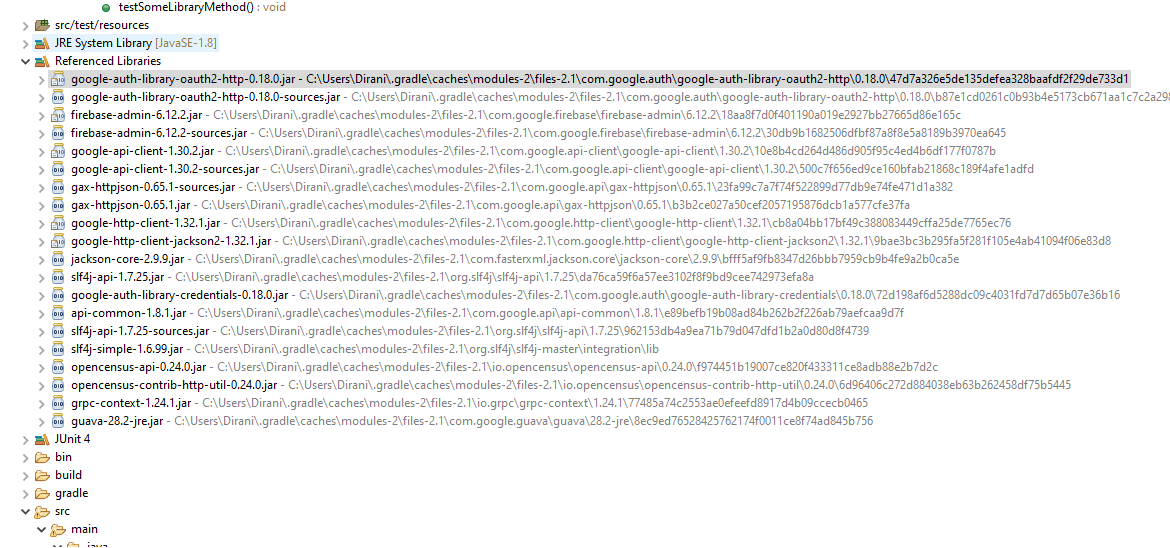 testSomeLibraryMethod() : void
src/test/resources
JRE System Library [JavaSE-1.8]
Referenced Libraries
google-auth-library-oauth2-http-0.18.0.jar - C:\Users\Dirani\.gradle\caches\modules-2\files-2.1\com.google.auth\google-auth-library-oauth2-http\0.18.0\47d7a326e5de135defea328baafdf2f29de733d1
google-auth-library-oauth2-http-0.18.0-sources.jar - C:\Users\Dirani\.gradle\caches\modules-2\files-2.1\com.google.auth\google-auth-library-oauth2-http\0.18.0\b87e1cd0261c0b93b4e5173cb671aa1c7c2a298
firebase-admin-6.12.2.jar - C:\Users\Dirani\.gradle\caches\modules-2\files-2.1\com.google.firebase\firebase-admin\6.12.2\18aa8f7d0f401190a019e2927bb27665d86e165c
firebase-admin-6.12.2-sources.jar - C:\Users\Dirani\.gradle\caches\modules-2\files-2.1\com.google.firebase\firebase-admin\6.12.2\30db9b1682506dfbf87a8f8e5a8189b3970ea645
google-api-client-1.30.2.jar - C:\Users\Dirani\.gradle\caches\modules-2\files-2.1\com.google.api-client\google-api-client\1.30.2\10e8b4cd264d486d905f95c4ed4b6df177f0787b
google-api-client-1.30.2-sources.jar - C:\Users\Dirani\.gradle\caches\modules-2\files-2.1\com.google.api-client\google-api-client\1.30.2\500c7f656ed9ce160bfab21868c189f4afe1adfd
gax-httpjson-0.65.1-sources.jar - C:\Users\Dirani\.gradle\caches\modules-2\files-2.1\com.google.api\gax-httpjson\0.65.1\23fa99c7a7f74f522899d77db9e74fe471d1a382
gax-httpjson-0.65.1.jar - C:\Users\Dirani\.gradle\caches\modules-2\files-2.1\com.google.api\gax-httpjson\0.65.1\b3b2ce027a50cef2057195876dcb1a577cfe37fa
google-http-client-1.32.1.jar - C:\Users\Dirani\.gradle\caches\modules-2\files-2.1\com.google.http-client\google-http-client\1.32.1\cb8a04bb17bf49c388083449cffa25de7765ec76
google-http-client-jackson2-1.32.1.jar - C:\Users\Dirani\.gradle\caches\modules-2\files-2.1\com.google.http-client\google-http-client-jackson2\1.32.1\9bae3bc3b295fa5f281f105e4ab41094f06e83d8
jackson-core-2.9.9.jar - C:\Users\Dirani\.gradle\caches\modules-2\files-2.1\com.fasterxml.jackson.core\jackson-core\2.9.9\bfff5af9fb8347d26bbb7959cb9b4fe9a2b0ca5e
slf4j-api-1.7.25.jar - C:\Users\Dirani\.gradle\caches\modules-2\files-2.1\org.slf4j\slf4j-api\1.7.25\da76ca59f6a57ee3102f8f9bd9cee742973efa8a
google-auth-library-credentials-0.18.0.jar - C:\Users\Dirani\.gradle\caches\modules-2\files-2.1\com.google.auth\google-auth-library-credentials\0.18.0\72d198af6d5288dc09c4031fd7d7d65b07e36b16
api-common-1.8.1.jar - C:\Users\Dirani\.gradle\caches\modules-2\files-2.1\com.google.api\api-common\1.8.1\e89befb19b08ad84b262b2f226ab79aefcaa9d7f
slf4j-api-1.7.25-sources.jar - C:\Users\Dirani\.gradle\caches\modules-2\files-2.1\org.slf4j\slf4j-api\1.7.25\962153db4a9ea71b79d047dfd1b2a0d80d8f4739
slf4j-simple-1.6.99.jar - C:\Users\Dirani\.gradle\caches\modules-2\files-2.1\org.slf4j\slf4j-master\integration\lib
opencensus-api-0.24.0.jar - C:\Users\Dirani\.gradle\caches\modules-2\files-2.1\io.opencensus\opencensus-api\0.24.0\f974451b19007ce820f433311ce8adb88e2b7d2c
opencensus-contrib-http-util-0.24.0.jar - C:\Users\Dirani\.gradle\caches\modules-2\files-2.1\io.opencensus\opencensus-contrib-http-util\0.24.0\6d96406c272d884038eb63b262458df75b5445
grpc-context-1.24.1.jar - C:\Users\Dirani\.gradle\caches\modules-2\files-2.1\io.grpc\grpc-context\1.24.1\77485a74c2553ae0efeefd8917d4b09ccecb0465
guava-28.2-jre.jar - C:\Users\Dirani\.gradle\caches\modules-2\files-2.1\com.google.guava\guava\28.2-jre\8ec9ed76528425762174f0011ce8f74ad845b756
JUnit 4
bin
build
gradle
src
main
java